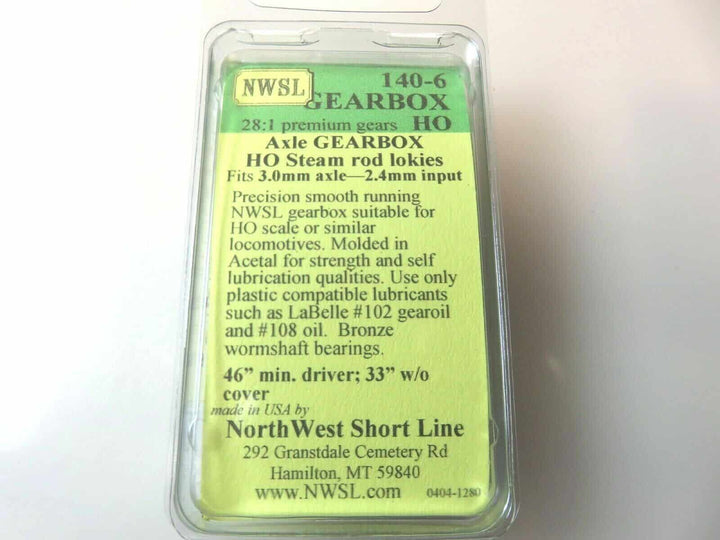 NWSL
140-6
GEARBOX
28:1 premium gears HO
Axle GEARBOX
HO Steam rod lokies
Fits 3.0mm axle—2.4mm input
Precision smooth running
NWSL gearbox suitable for
HO scale or similar
locomotives. Molded in
Acetal for strength and self
lubrication qualities. Use only
plastic compatible lubricants
such as LaBelle #102 gearoil
and #108 oil. Bronze
wormshaft bearings.
46” min. driver; 33” w/o
cover
made in USA by
NorthWest Short Line
292 Granstdale Cemetery Rd
Hamilton, MT 59840
www.NWSL.com 0404-1280